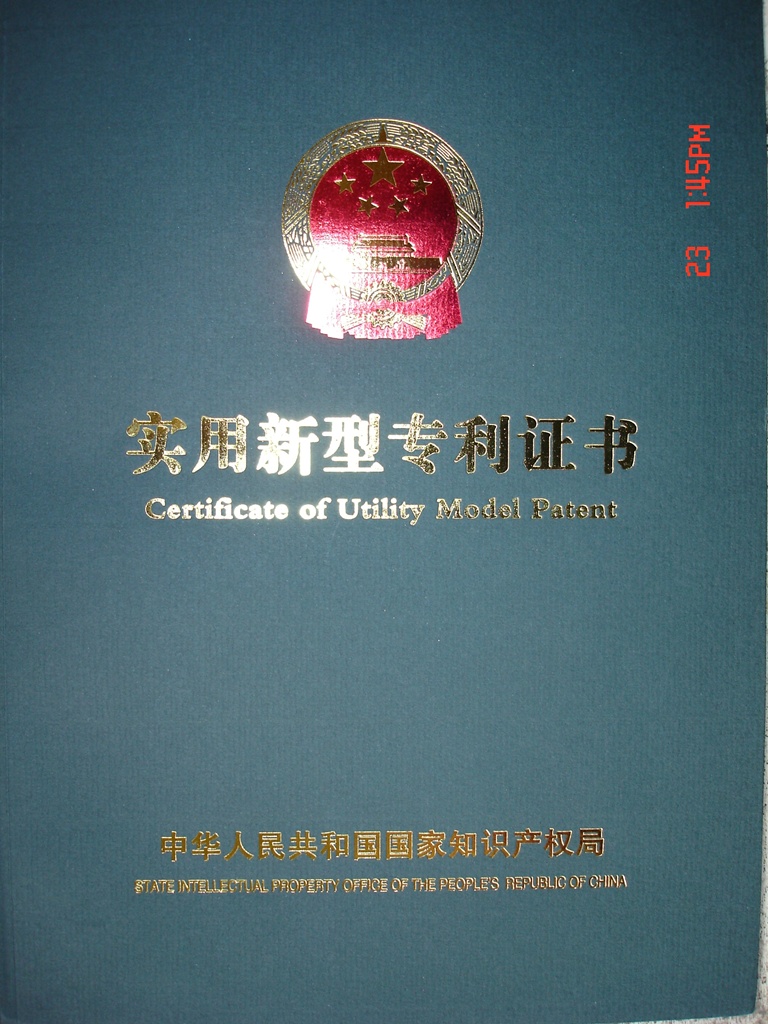 实用新型专利证书
Certificate of Utility Model Patent
中华人民共和国国家知识产权局
STATE INTELLECTUAL PROPERTY OFFICE OF THE PEOPLE'S REPUBLIC OF CHINA
23 1:45PM